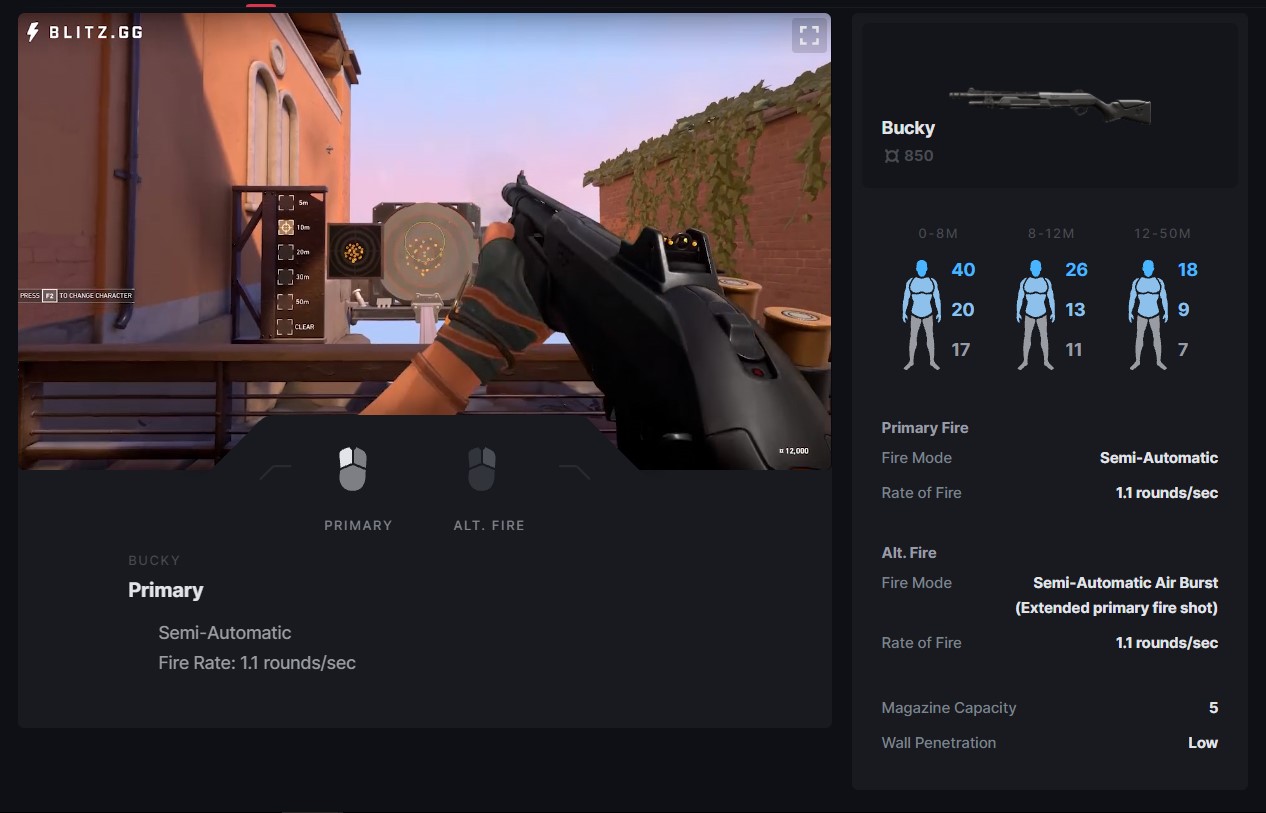 BLITZ.GG
5m
10m
20m
30m
50m
CLEAR
PRESS F2 TO CHANGE CHARACTER
¤ 12,000
PRIMARY
ALT. FIRE
BUCKY
Primary
Semi-Automatic
Fire Rate: 1.1 rounds/sec
Bucky
¤ 850
0-8M
8-12M
12-50M
40
26
18
20
13
9
17
11
7
Primary Fire
Fire Mode Semi-Automatic
Rate of Fire 1.1 rounds/sec
Alt. Fire
Fire Mode Semi-Automatic Air Burst
(Extended primary fire shot)
Rate of Fire 1.1 rounds/sec
Magazine Capacity 5
Wall Penetration Low